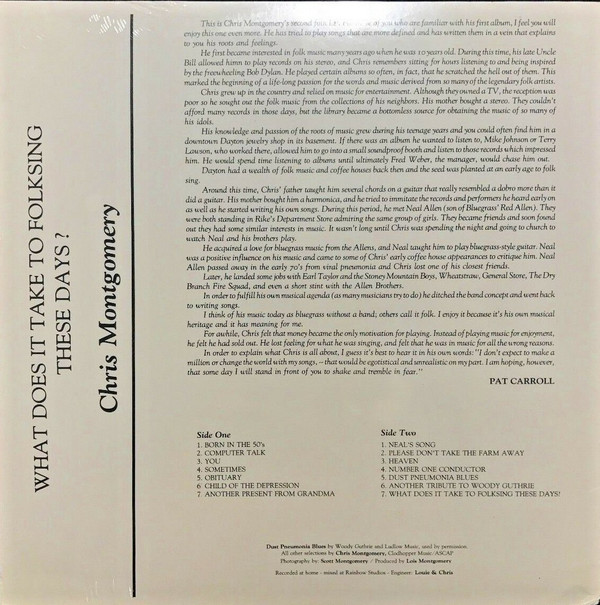 WHAT DOES IT TAKE TO FOLKSING
THESE DAYS ?
Chris Montgomery
This is Chris Montgomery's second of you who are familiar with his first album, I feel you will
enjoy this one even more. He has tried to play songs that are more defined and has written them in a vein that explains
to you his roots and feelings.
He first became interested in folk music many years ago when he was 10 years old. During this time, his late Uncle
Bill allowed himn to play records on his stereo, and Chris remembers sitting for hours listening to and being inspired
by the freewheeling Bob Dylan. He played certain albums so often, in fact, that he scratched the hell out of them. This
marked the beginning of a life-long passion for the words and music derived from so many of the legendary folk artists.
Chris grew up in the country and relied on music for entertainment. Although they owned a TV, the reception was
poor so he sought out the folk music from the collections of his neighbors. His mother bought a stereo. They couldn't
afford many records in those days, but the library became a bottomless source for obtaining the music of so many of
his idols.
His knowledge and passion of the roots of music grew during his teenage years and you could often find him in a
downtown Dayton jewelry shop in its basement. If there was an album he wanted to listen to, Mike Johnson or Terry
Lawson, who worked there, allowed him to go into a small soundproof booth and listen to those records which impressed
him. He would spend time listening to albums until ultimately Fred Weber, the manager, would chase him out.
Dayton had a wealth of folk music and coffee houses back then and the seed was planted at an early age to folk
sing.
Around this time, Chris' father taught him several chords on a guitar that really resembled a dobro more than it
did a guitar. His mother bought him a harmonica, and he tried to immitate the records and performers he heard early on
as well as he started writing his own songs. During this period, he met Neal Allen (son of Bluegrass' Red Allen). They
were both standing in Rike's Department Store admiring the same group of girls. They became friends and soon found
out they had some similar interests in music. It wasn't long until Chris was spending the night and going to church to
watch Neal and his brothers play.
He acquired a love for bluegrass music from the Allens, and Neal taught him to play bluegrass-style guitar. Neal
was a positive influence on his music and came to some of Chris' early coffee house appearances to critique him. Neal
Allen passed away in the early 70's from viral pneumonia and Chris lost one of his closest friends.
Later, he landed some jobs with Earl Taylor and the Stoney Mountain Boys, Wheatstraw, General Store, The Dry
Branch Fire Squad, and even a short stint with the Allen Brothers.
In order to fulfill his own musical agenda (as many musicians try to do) he ditched the band concept and went back
to writing songs.
I think of his music today as bluegrass without a band; others call it folk. I enjoy it because it's his own musical
heritage and it has meaning for me.
For awhile, Chris felt that money became the only motivation for playing. Instead of playing music for enjoyment,
he felt he had sold out. He lost feeling for what he was singing, and felt that he was in music for all the wrong reasons.
In order to explain what Chris is all about, I guess it's best to hear it in his own words: "I don't expect to make a
million or change the world with my songs, – that would be egotistical and unrealistic on my part. I am hoping, however,
that some day I will stand in front of you to shake and tremble in fear."
PAT CARROLL
Side One
1. BORN IN THE 50's
2. COMPUTER TALK
3. YOU
4. SOMETIMES
5. OBITUARY
6 CHILD OF THE DEPRESSION
7 ANOTHER PRESENT FROM GRANDMA
Side Two
1. NEAL'S SONG
2. PLEASE DON'T TAKE THE FARM AWAY
3. HEAVEN
4. NUMBER ONE CONDUCTOR
5. DUST PNEUMONIA BLUES
6. ANOTHER TRIBUTE TO WOODY GUTHRIE
7. WHAT DOES IT TAKE TO FOLKSING THESE DAYS!
Dust Pneumonia Blues by Woody Guthrie and Ludlow Music, used by permission.
All other selections by Chris Montgomery, Clodhopper Music/ASCAP
Photography by: Scott Montgomery / Produced by Lois Montgomery
Recorded at home - mixed at Rainbow Studios - Engineer: Louie & Chris